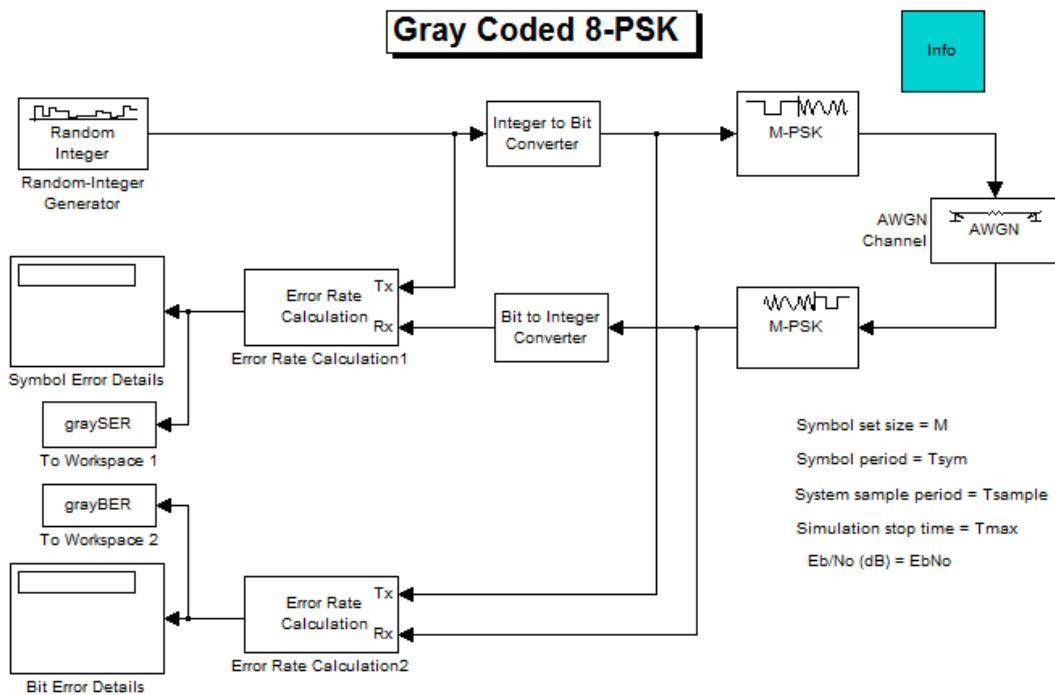 Gray Coded 8-PSK
Info
Random
Integer
Random-Integer
Generator
Integer to Bit
Converter
M-PSK
AWGN
Channel
AWGN
Tx
Rx
Error Rate
Calculation
Error Rate Calculation1
Bit to Integer
Converter
M-PSK
Symbol Error Details
graySER
To Workspace 1
grayBER
To Workspace 2
Symbol set size = M
Symbol period = Tsym
System sample period = Tsample
Simulation stop time = Tmax
Eb/No (dB) = EbNo
Tx
Rx
Error Rate
Calculation
Error Rate Calculation2
Bit Error Details